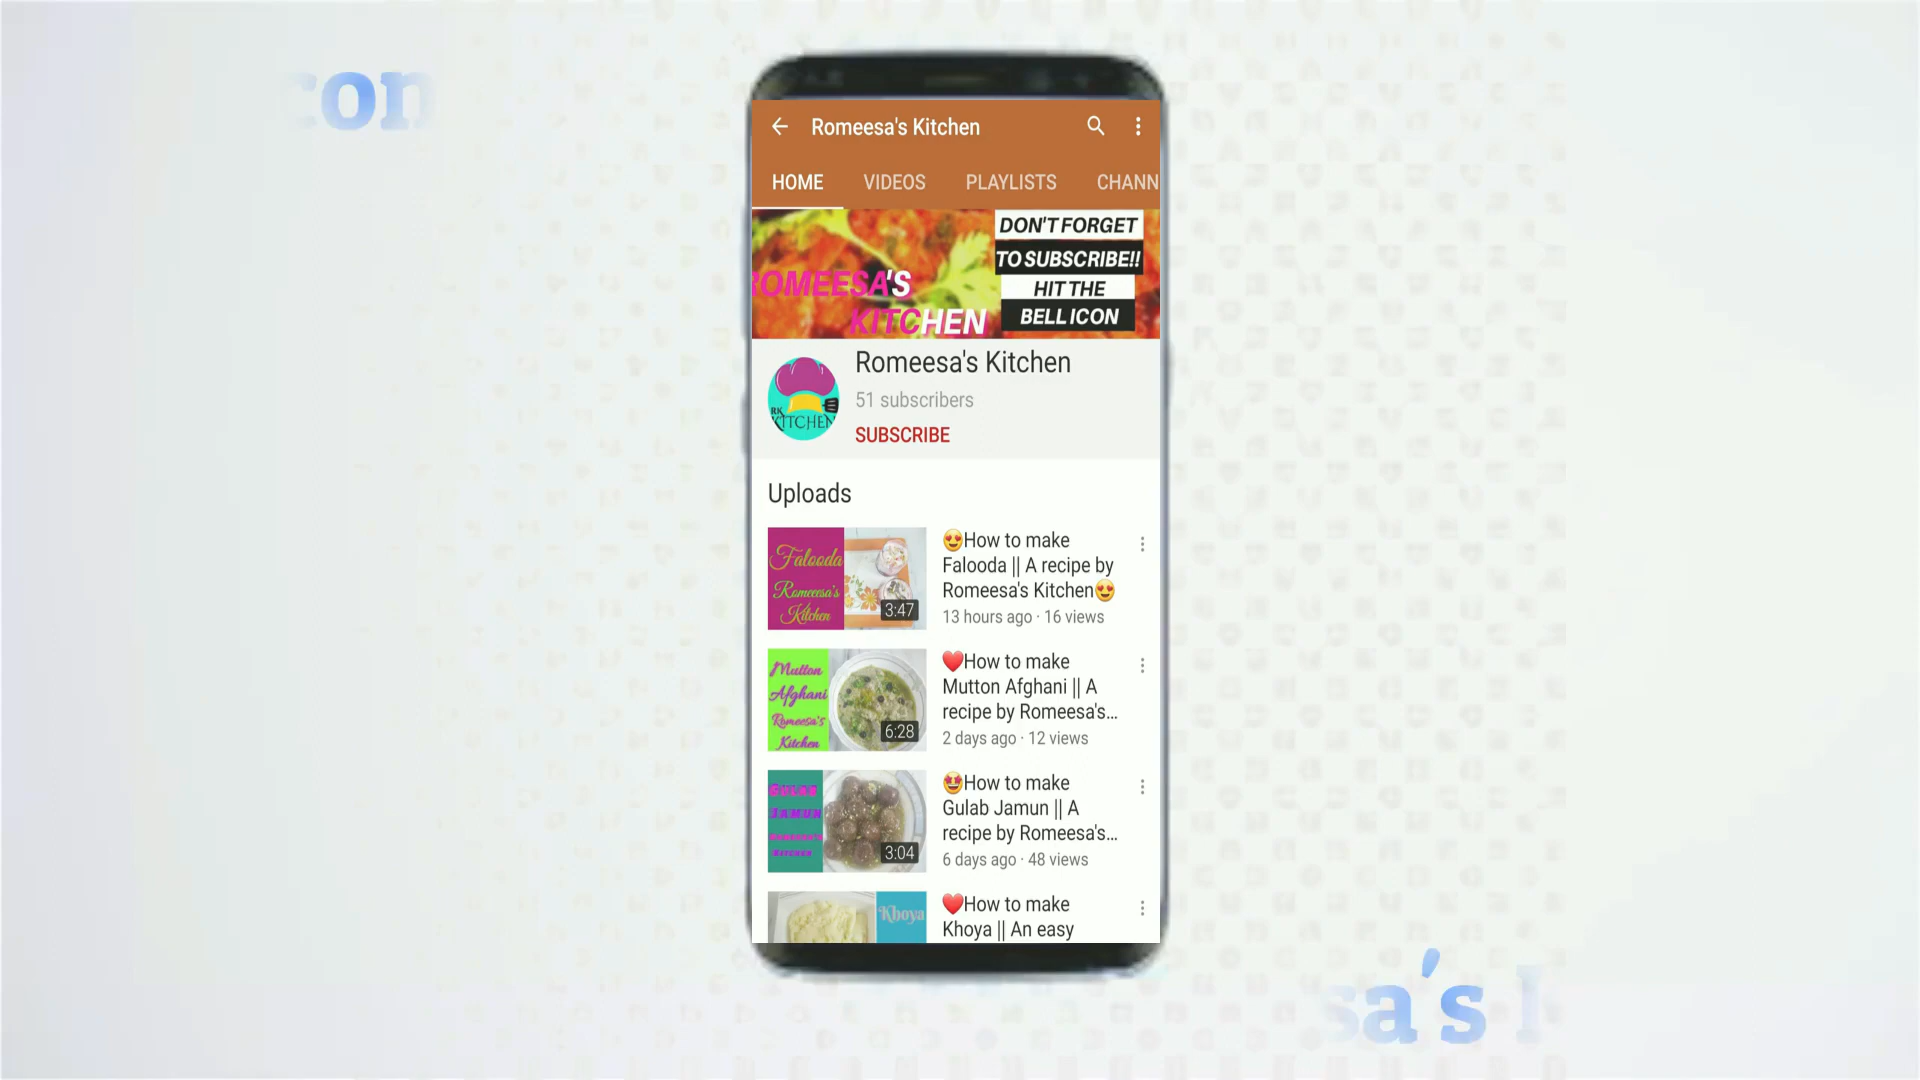 con
Romeesa's Kitchen
HOME VIDEOS PLAYLISTS CHANN
DON'T FORGET
TO SUBSCRIBE!!
HIT THE
BELL ICON
ROMEESA'S
KITCHEN
Romeesa's Kitchen
51 subscribers
SUBSCRIBE
RK
KITCHEN
Uploads
Falooda
Romeesa's
Kitchen
3:47
😍How to make
Falooda || A recipe by
Romeesa's Kitchen😍
13 hours ago · 16 views
Mutton
Afghani
Romeesa's
Kitchen
6:28
❤️How to make
Mutton Afghani || A
recipe by Romeesa's...
2 days ago · 12 views
Gulab
Jamun
Romeesa's
Kitchen
3:04
🤩How to make
Gulab Jamun || A
recipe by Romeesa's...
6 days ago · 48 views
Khoya
❤️How to make
Khoya || An easy
sa's